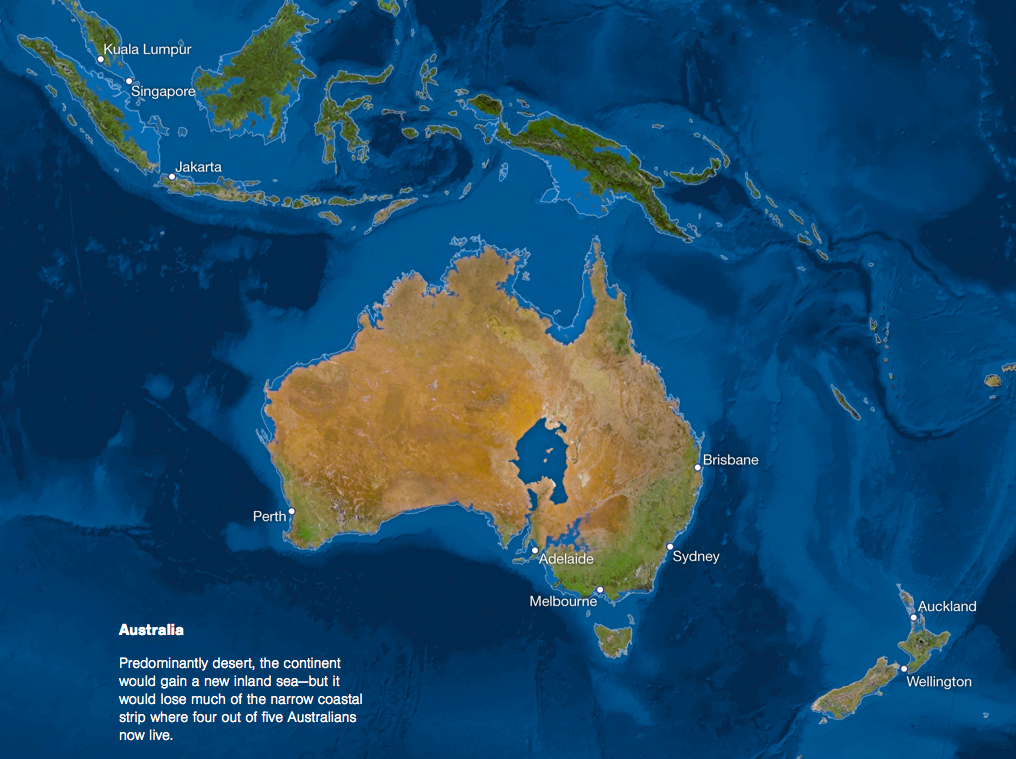 Kuala Lumpur
Singapore
Jakarta
Brisbane
Perth
Sydney
Adelaide
Melbourne
Auckland
Wellington
Australia
Predominantly desert, the continent
would gain a new inland sea—but it
would lose much of the narrow coastal
strip where four out of five Australians
now live.